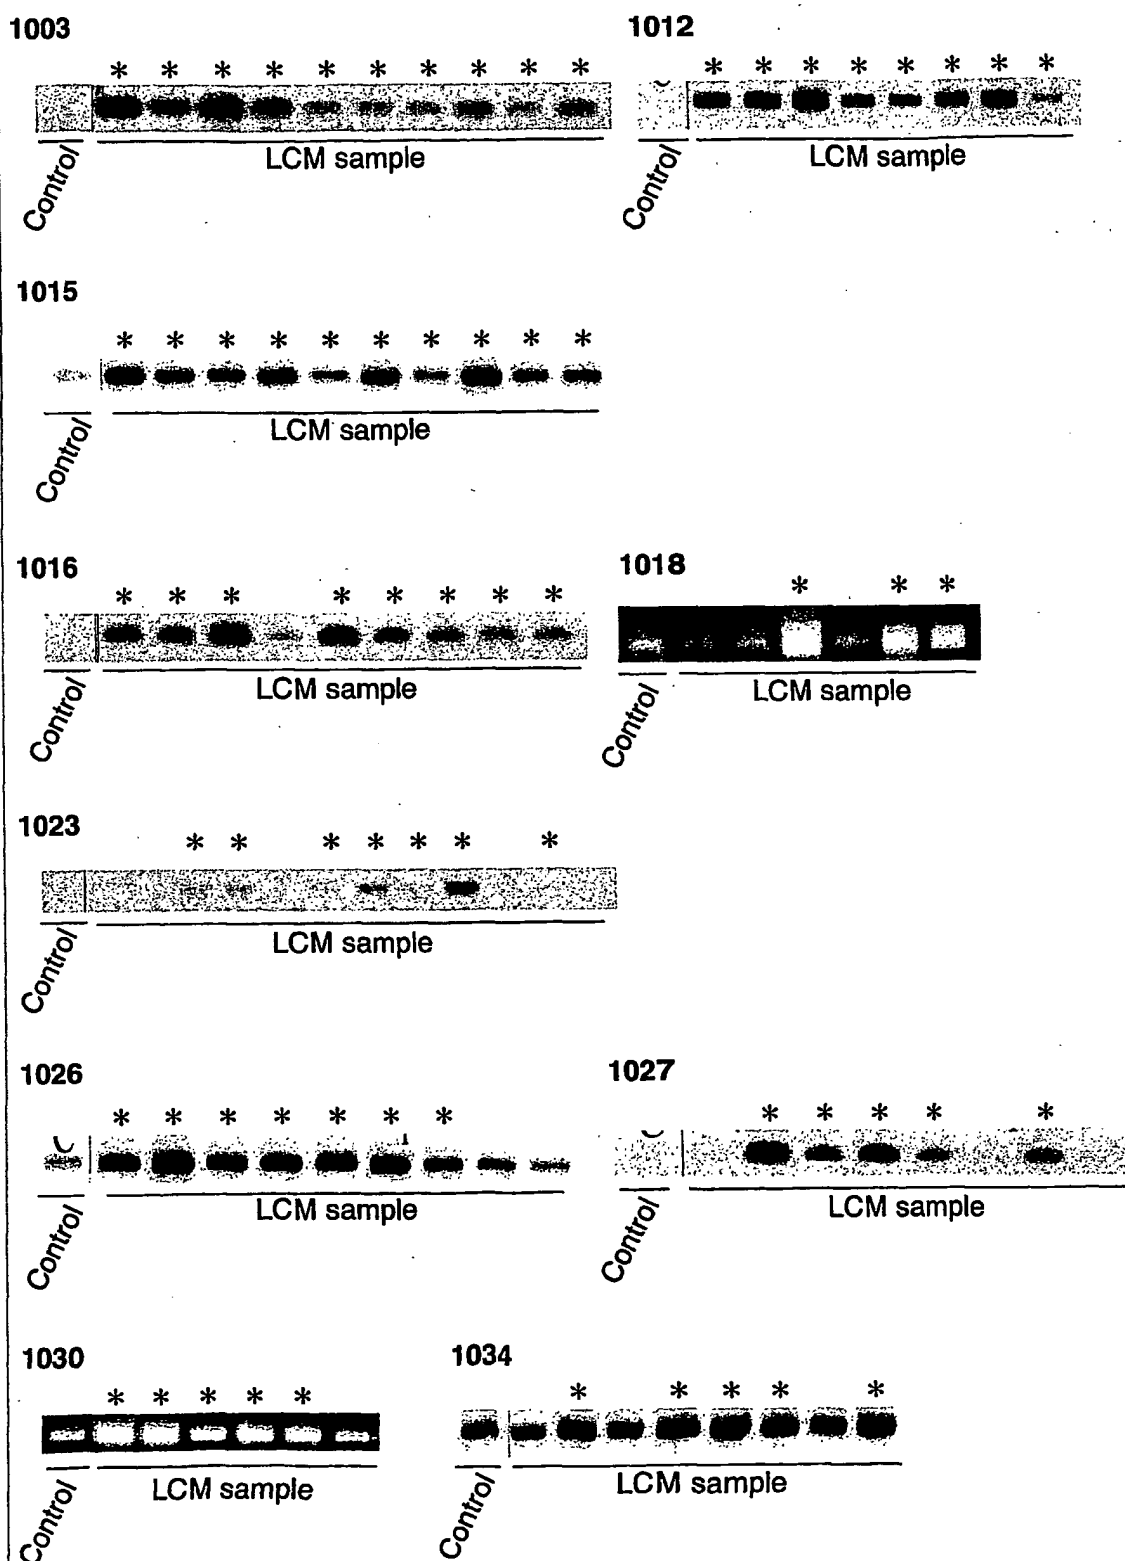 1003
* * * * * * * * * *
Control
LCM sample
1012
* * * * * * * *
Control
LCM sample
1015
* * * * * * * * * *
Control
LCM sample
1016
* * * * * * * *
Control
LCM sample
1018
* * *
Control
LCM sample
1023
* * * * * * *
Control
LCM sample
1026
* * * * * * *
Control
LCM sample
1027
* * * * *
Control
LCM sample
1030
* * * * *
Control
LCM sample
1034
* * * * *
Control
LCM sample